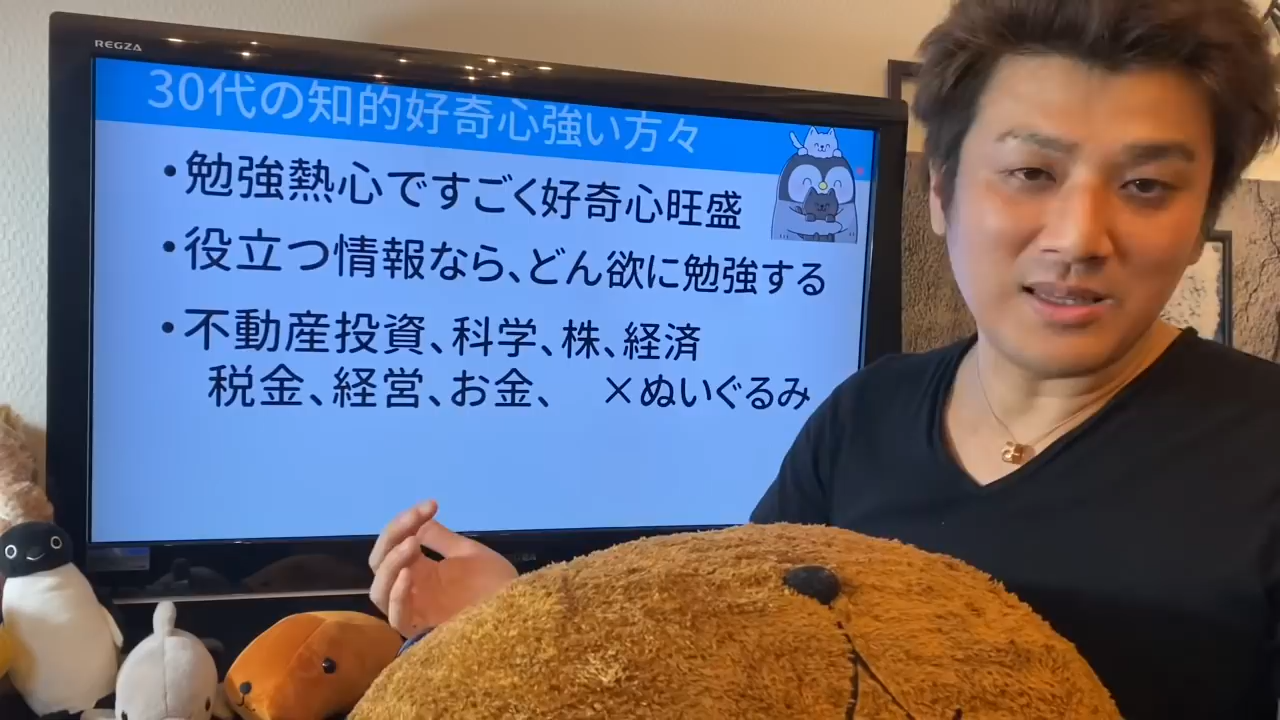 REGZA
30代の知的好奇心強い方々
・勉強熱心ですごく好奇心旺盛
・役立つ情報なら、どん欲に勉強する
・不動産投資、科学、株、経済
税金、経営、お金、　×ぬいぐるみ